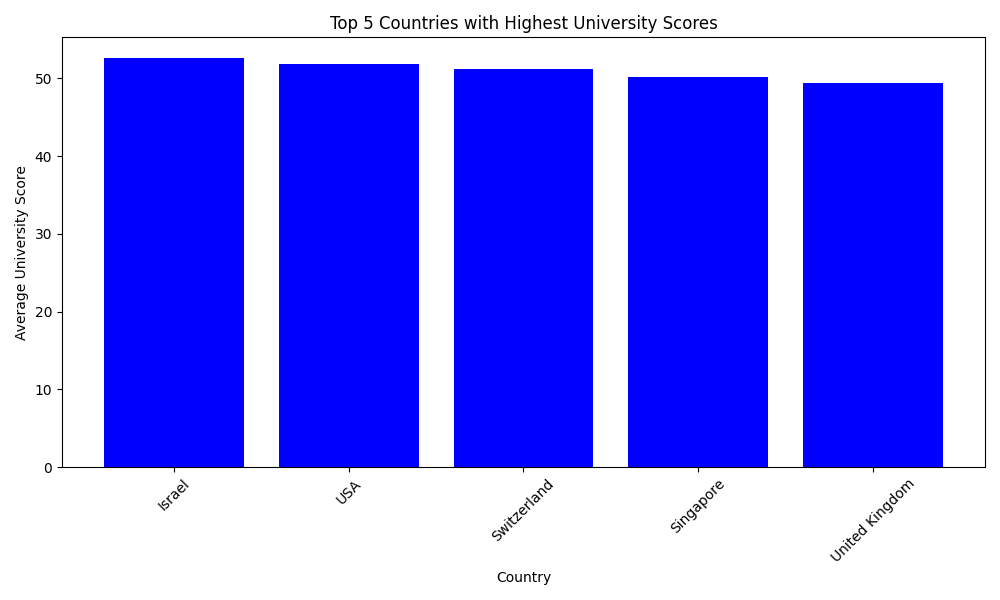 Top 5 Countries with Highest University Scores
Average University Score
50
40
30
20
10
0
Israel
USA
Switzerland
Singapore
United Kingdom
Country